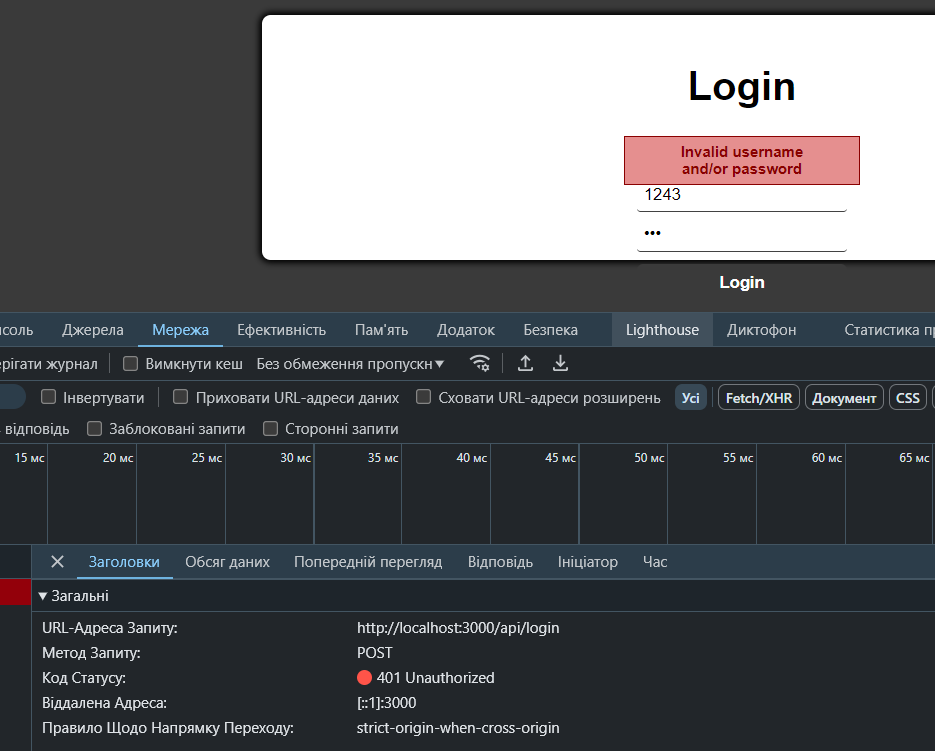 Login
Invalid username
and/or password
1243
•••
Login
Джерела Мережа Ефективність Пам'ять Додаток Безпека Lighthouse Диктофон Статистика
журнал Вимкнути кеш Без обмеження пропускн
Інвертувати Приховати URL-адреси даних Сховати URL-адреси розширень Усі Fetch/XHR Документ CSS
відповідь Заблоковані запити Сторонні запити
15 мс 20 мс 25 мс 30 мс 35 мс 40 мс 45 мс 50 мс 55 мс 60 мс 65 мс
Заголовки Обсяг даних Попередній перегляд Відповідь Ініціатор Час
Загальні
URL-Адреса Запиту: http://localhost:3000/api/login
Метод Запиту: POST
Код Статусу: 401 Unauthorized
Віддалена Адреса: [::1]:3000
Правило Щодо Напрямку Переходу: strict-origin-when-cross-origin